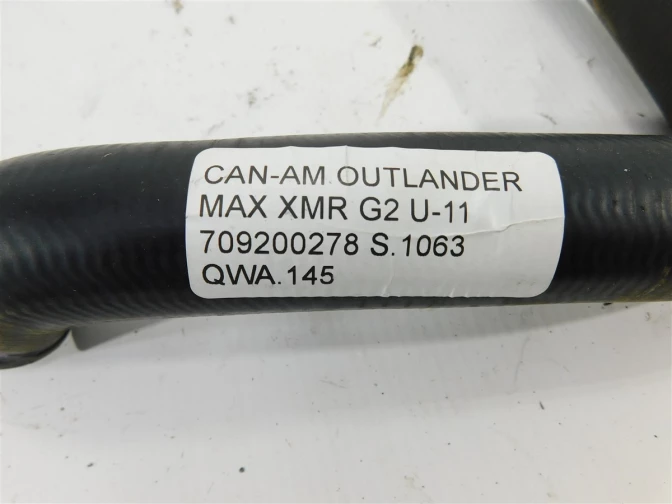 CAN-AM OUTLANDER
MAX XMR G2 U-11
709200278 S.1063
QWA.145